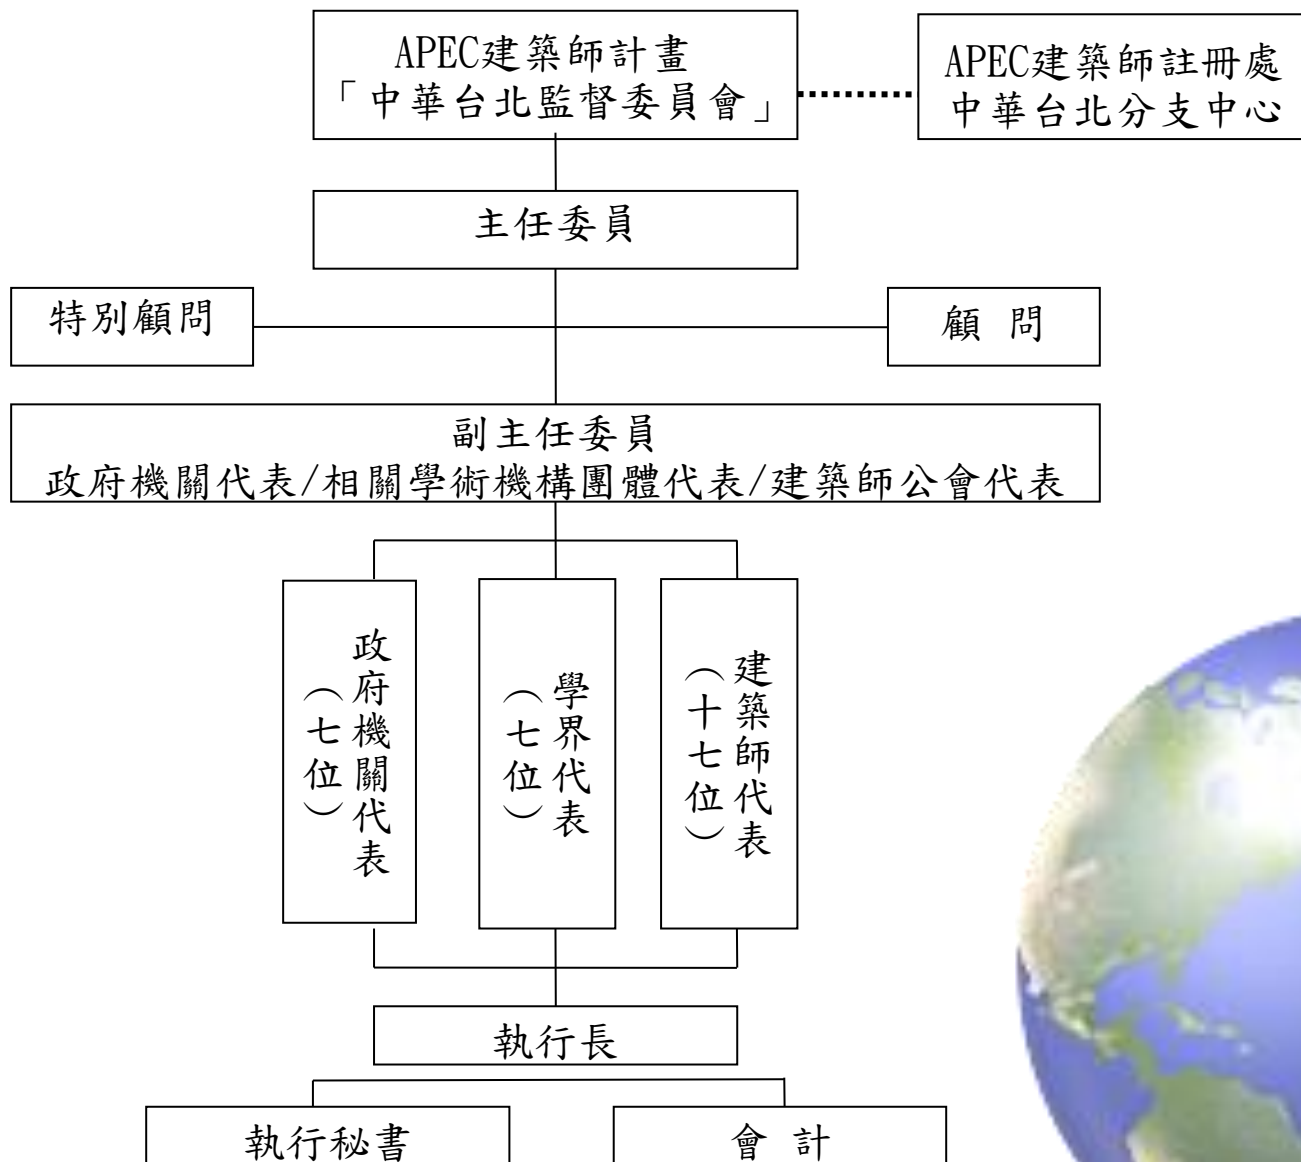 APEC建築師計畫
「中華台北監督委員會」
APEC建築師註冊處
中華台北分支中心
主任委員
特別顧問
顧 問
副主任委員
政府機關代表/相關學術機構團體代表/建築師公會代表
政府機關代表
（七位）
學界代表
（七位）
建築師代表
（十七位）
執行長
執行秘書
會 計